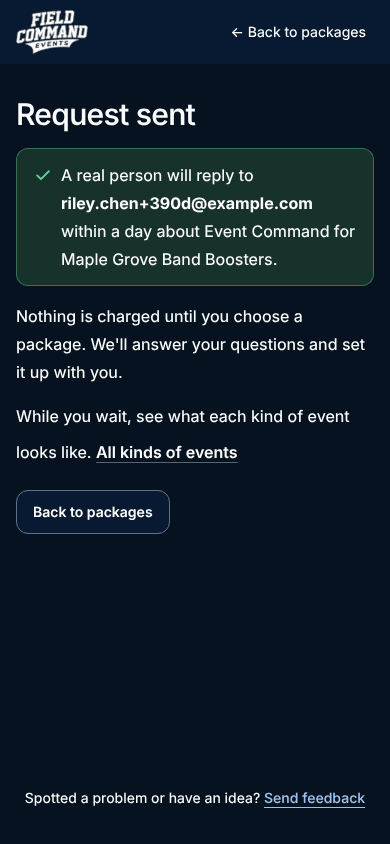 FIELD
COMMAND
EVENTS
← Back to packages
Request sent
A real person will reply to
riley.chen+390d@example.com
within a day about Event Command for
Maple Grove Band Boosters.
Nothing is charged until you choose a
package. We'll answer your questions and set
it up with you.
While you wait, see what each kind of event
looks like. All kinds of events
Back to packages
Spotted a problem or have an idea? Send feedback